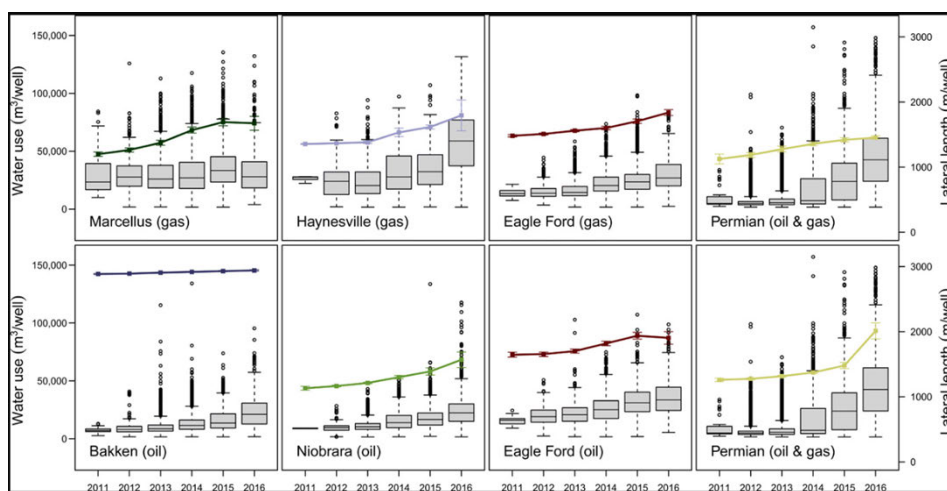 Water use (m³/well)
150,000
100,000
50,000
0
Marcellus (gas)
Haynesville (gas)
Eagle Ford (gas)
Permian (oil & gas)
3000
2000
1000
0
Lateral length (m/well)
Water use (m³/well)
150,000
100,000
50,000
0
Bakken (oil)
Niobrara (oil)
Eagle Ford (oil)
Permian (oil & gas)
3000
2000
1000
0
Lateral length (m/well)
2011 2012 2013 2014 2015 2016
2011 2012 2013 2014 2015 2016
2011 2012 2013 2014 2015 2016
2011 2012 2013 2014 2015 2016